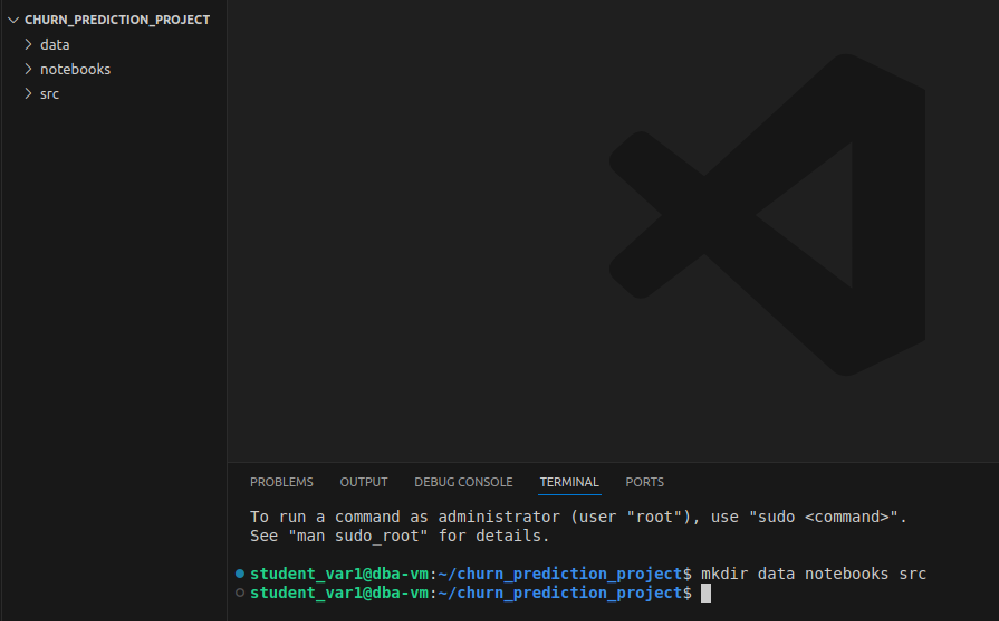 CHURN_PREDICTION_PROJECT
data
notebooks
src
PROBLEMS OUTPUT DEBUG CONSOLE TERMINAL PORTS
To run a command as administrator (user "root"), use "sudo <command>".
See "man sudo_root" for details.
student_var1@dba-vm:~/churn_prediction_project$ mkdir data notebooks src
student_var1@dba-vm:~/churn_prediction_project$